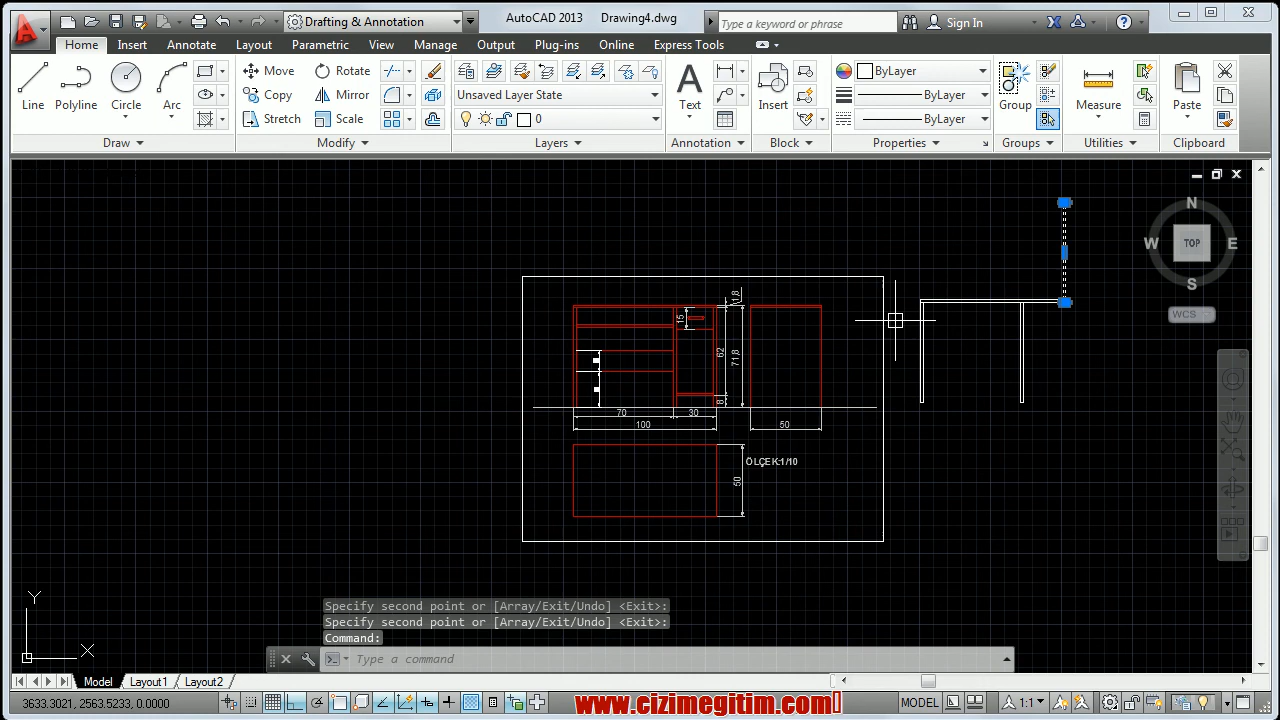 Drafting & Annotation
AutoCAD 2013 Drawing4.dwg
Type a keyword or phrase
Sign In
Home Insert Annotate Layout Parametric View Manage Output Plug-ins Online Express Tools
Line Polyline Circle Arc
Move Rotate
Copy Mirror
Stretch Scale
Unsaved Layer State
0
Text
Insert
ByLayer
ByLayer
ByLayer
Group
Measure
Paste
Draw Modify Layers Annotation Block Properties Groups Utilities Clipboard
N
W TOP E
S
WCS
1,8
15
62
71,8
8
70 30
100
50
ÖLÇEK:1/10
50
Y
X
Specify second point or [Array/Exit/Undo] <Exit>:
Specify second point or [Array/Exit/Undo] <Exit>:
Command:
Type a command
Model Layout1 Layout2
3633.9021, 2563.5233, 0.0000
www.cizimegitim.com
MODEL
1:1